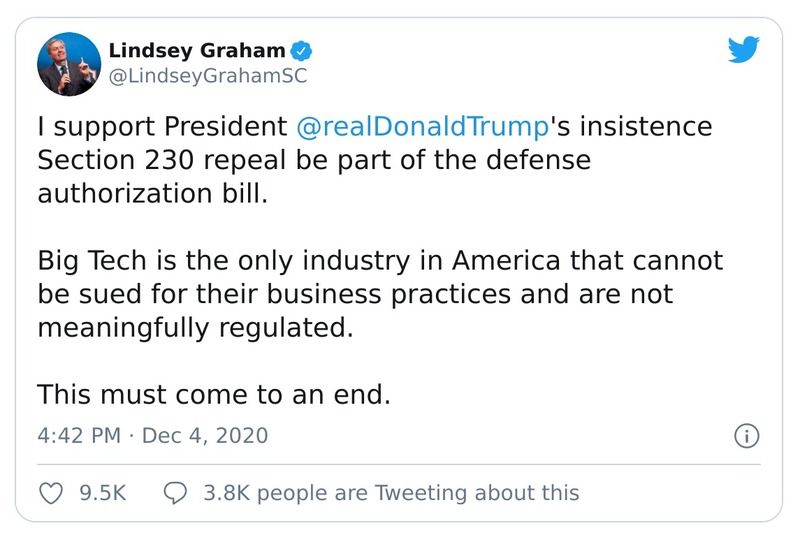 Lindsey Graham
@LindseyGrahamSC
I support President @realDonaldTrump's insistence
Section 230 repeal be part of the defense
authorization bill.
Big Tech is the only industry in America that cannot
be sued for their business practices and are not
meaningfully regulated.
This must come to an end.
4:42 PM · Dec 4, 2020
9.5K 3.8K people are Tweeting about this